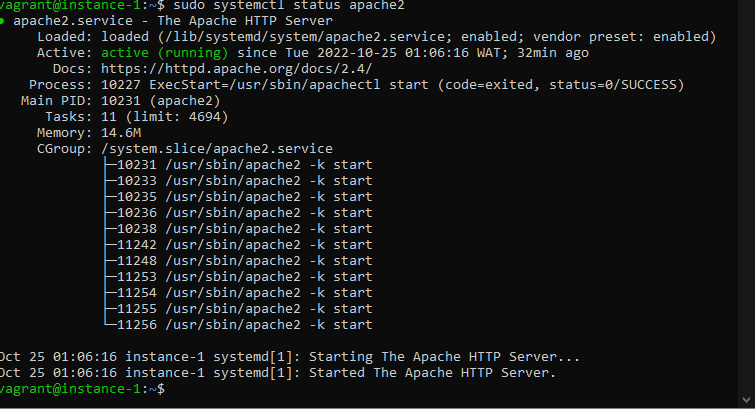 vagrant@instance-1:~$ sudo systemctl status apache2
● apache2.service - The Apache HTTP Server
Loaded: loaded (/lib/systemd/system/apache2.service; enabled; vendor preset: enabled)
Active: active (running) since Tue 2022-10-25 01:06:16 WAT; 32min ago
Docs: https://httpd.apache.org/docs/2.4/
Process: 10227 ExecStart=/usr/sbin/apachectl start (code=exited, status=0/SUCCESS)
Main PID: 10231 (apache2)
Tasks: 11 (limit: 4694)
Memory: 14.6M
CGroup: /system.slice/apache2.service
├─10231 /usr/sbin/apache2 -k start
├─10233 /usr/sbin/apache2 -k start
├─10235 /usr/sbin/apache2 -k start
├─10236 /usr/sbin/apache2 -k start
├─10238 /usr/sbin/apache2 -k start
├─11242 /usr/sbin/apache2 -k start
├─11248 /usr/sbin/apache2 -k start
├─11253 /usr/sbin/apache2 -k start
├─11254 /usr/sbin/apache2 -k start
├─11255 /usr/sbin/apache2 -k start
└─11256 /usr/sbin/apache2 -k start
Oct 25 01:06:16 instance-1 systemd[1]: Starting The Apache HTTP Server...
Oct 25 01:06:16 instance-1 systemd[1]: Started The Apache HTTP Server.
vagrant@instance-1:~$